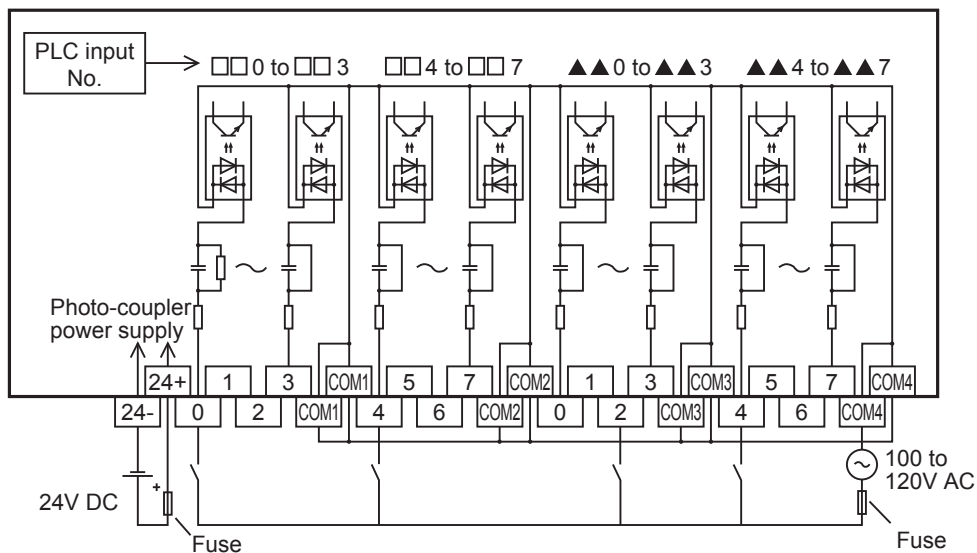 PLC input
No.
□□ 0 to □□ 3
□□ 4 to □□ 7
▲▲ 0 to ▲▲ 3
▲▲ 4 to ▲▲ 7
Photo-coupler
power supply
24+ 1 3 COM1 5 7 COM2 1 3 COM3 5 7 COM4
24- 0 2 COM1 4 6 COM2 0 2 COM3 4 6 COM4
24V DC
+
Fuse
100 to
120V AC
Fuse